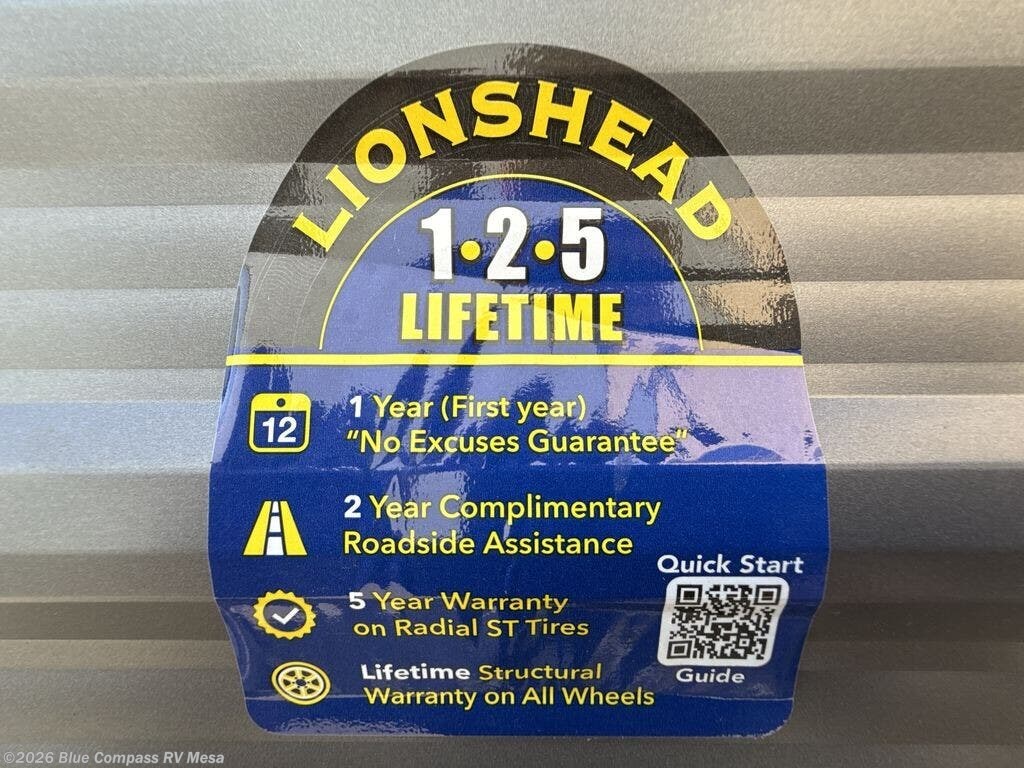 LIONSHEAD
1•2•5
LIFETIME
12
1 Year (First year)
"No Excuses Guarantee"
2 Year Complimentary
Roadside Assistance
5 Year Warranty
on Radial ST Tires
Lifetime Structural
Warranty on All Wheels
Quick Start
Guide
©2026 Blue Compass RV Mesa